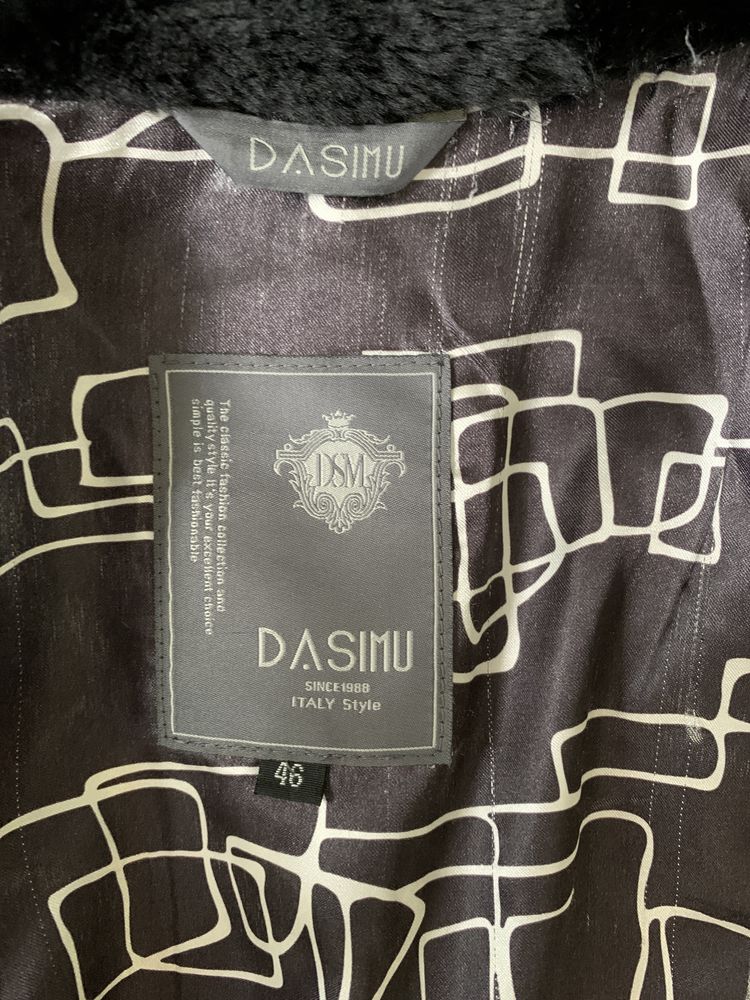 DASIMU
The classic fashion collection and
quality style it's your excellent choice
simple is best fashionable
DSM
DASIMU
SINCE1988
ITALY Style
46